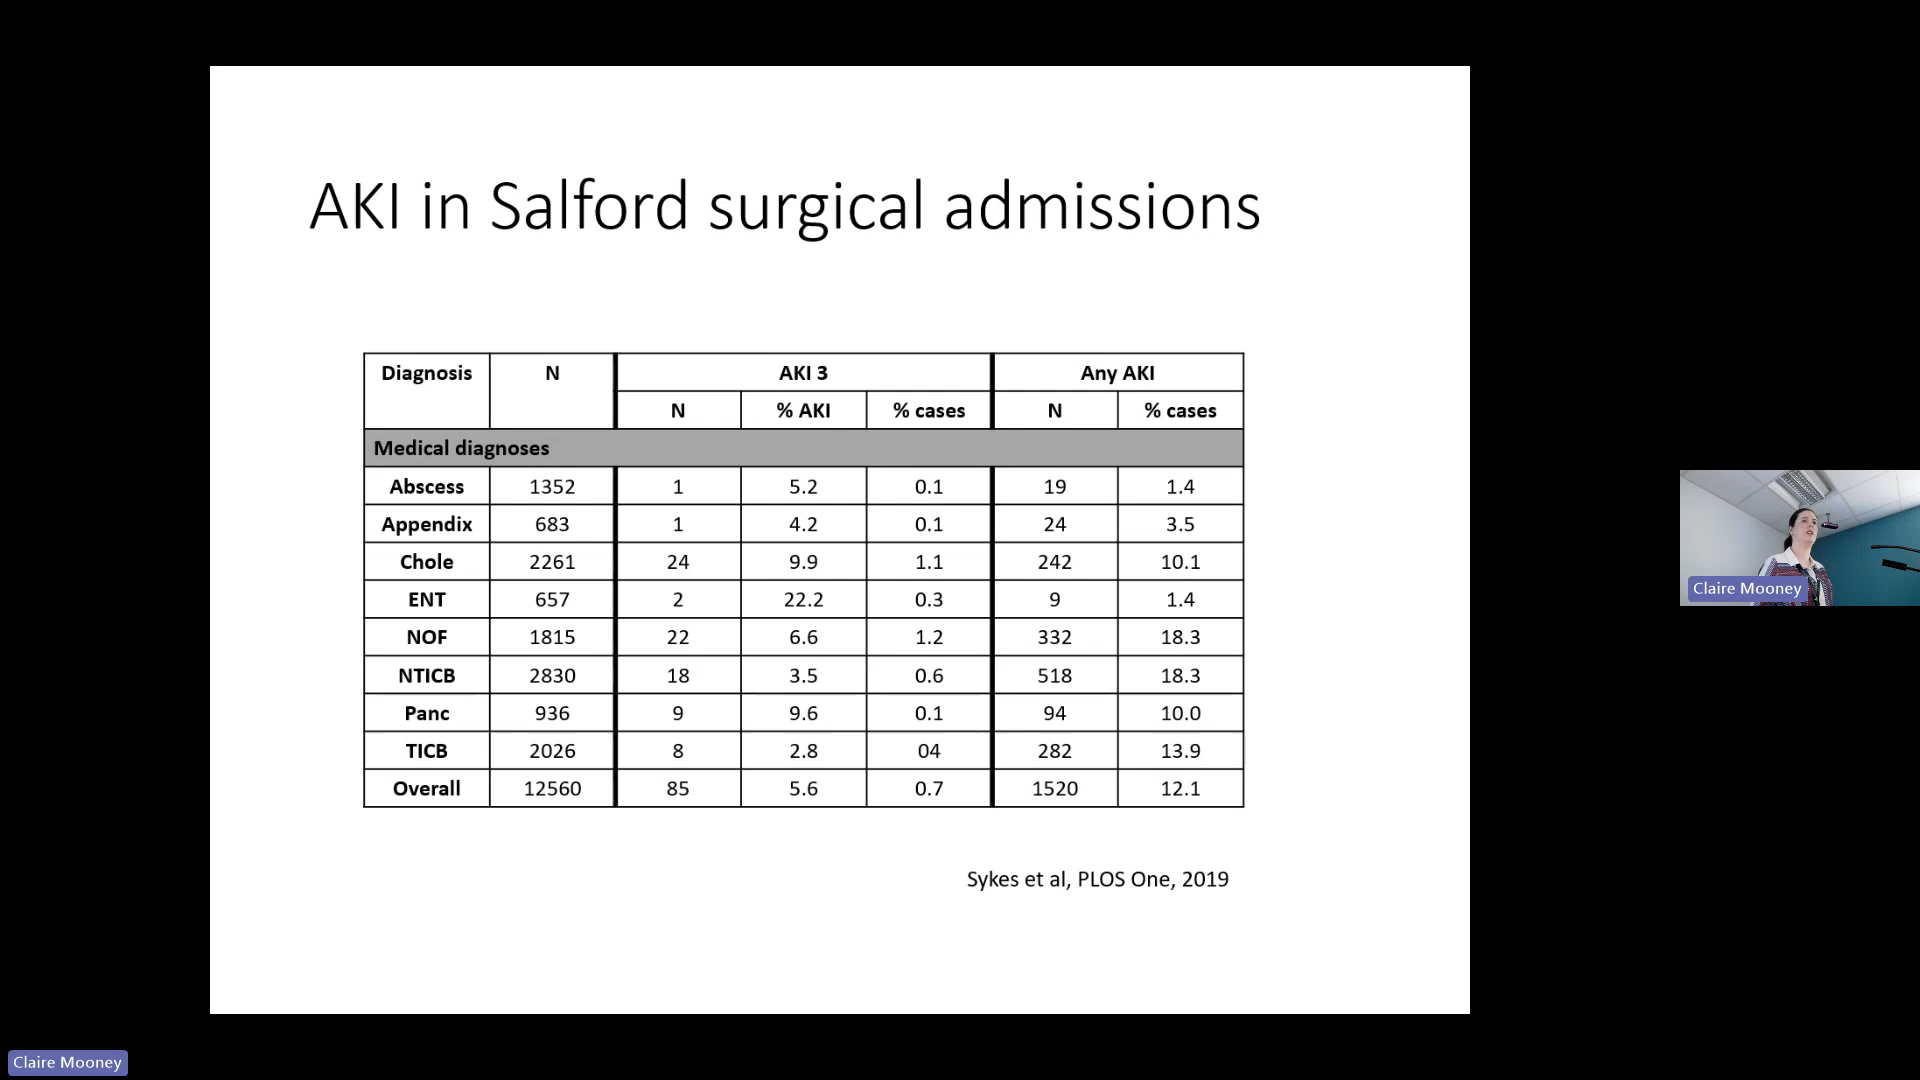 AKI in Salford surgical admissions
Diagnosis N AKI 3 Any AKI
N % AKI % cases N % cases
Medical diagnoses
Abscess 1352 1 5.2 0.1 19 1.4
Appendix 683 1 4.2 0.1 24 3.5
Chole 2261 24 9.9 1.1 242 10.1
ENT 657 2 22.2 0.3 9 1.4
NOF 1815 22 6.6 1.2 332 18.3
NTICB 2830 18 3.5 0.6 518 18.3
Panc 936 9 9.6 0.1 94 10.0
TICB 2026 8 2.8 04 282 13.9
Overall 12560 85 5.6 0.7 1520 12.1
Sykes et al, PLOS One, 2019
Claire Mooney
Claire Mooney